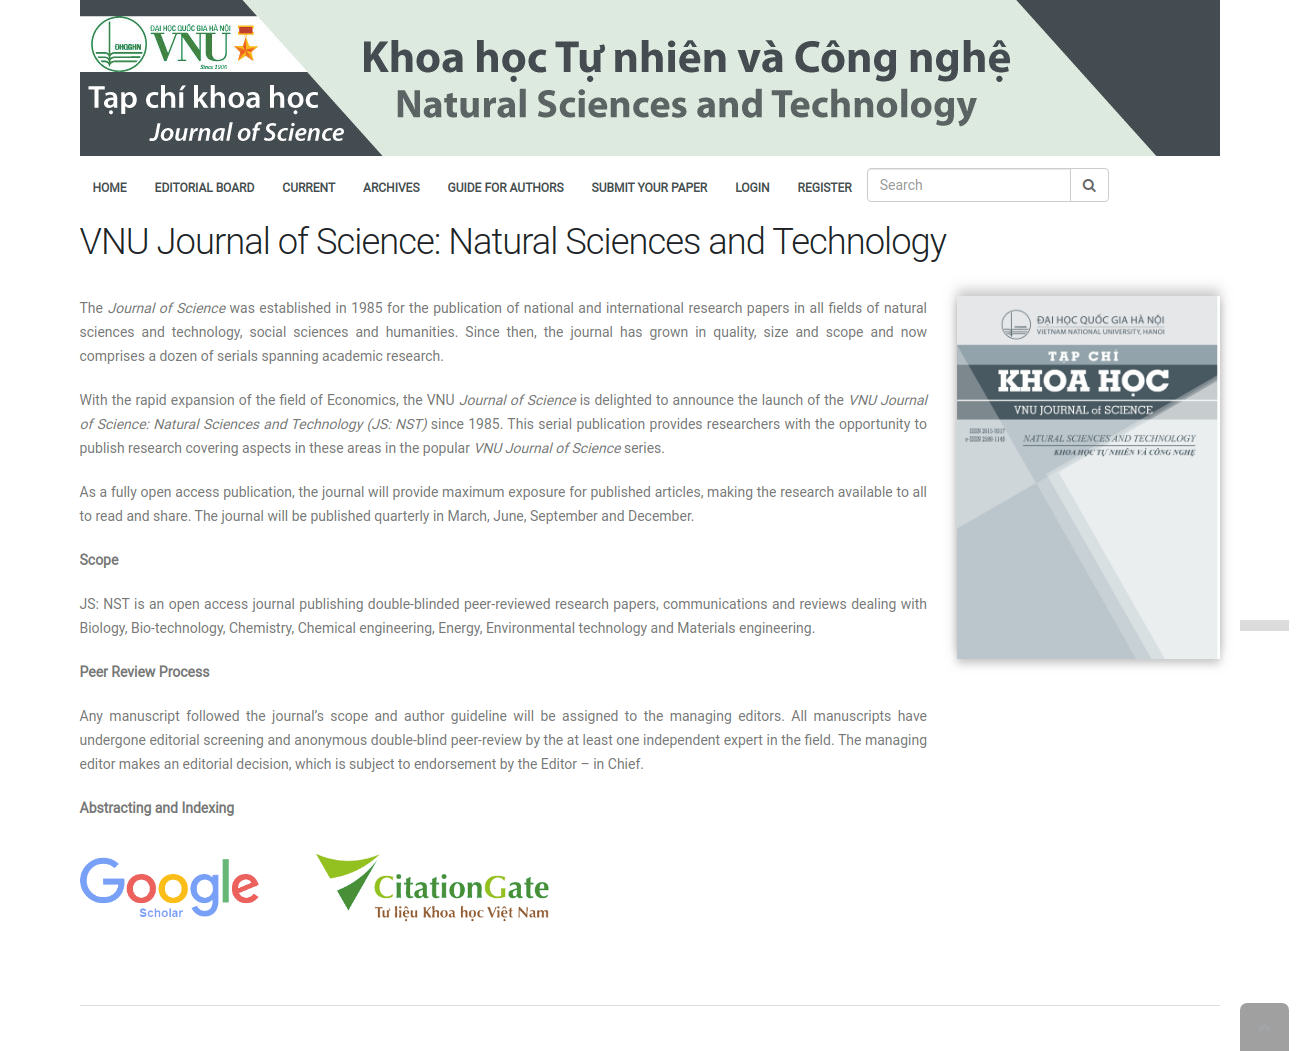 ĐẠI HỌC QUỐC GIA HÀ NỘI
ĐHQGHN
VNU
Since 1906
Tạp chí khoa học
Journal of Science
Khoa học Tự nhiên và Công nghệ
Natural Sciences and Technology
HOME EDITORIAL BOARD CURRENT ARCHIVES GUIDE FOR AUTHORS SUBMIT YOUR PAPER LOGIN REGISTER Search
VNU Journal of Science: Natural Sciences and Technology
The Journal of Science was established in 1985 for the publication of national and international research papers in all fields of natural
sciences and technology, social sciences and humanities. Since then, the journal has grown in quality, size and scope and now
comprises a dozen of serials spanning academic research.
With the rapid expansion of the field of Economics, the VNU Journal of Science is delighted to announce the launch of the VNU Journal
of Science: Natural Sciences and Technology (JS: NST) since 1985. This serial publication provides researchers with the opportunity to
publish research covering aspects in these areas in the popular VNU Journal of Science series.
As a fully open access publication, the journal will provide maximum exposure for published articles, making the research available to all
to read and share. The journal will be published quarterly in March, June, September and December.
Scope
JS: NST is an open access journal publishing double-blinded peer-reviewed research papers, communications and reviews dealing with
Biology, Bio-technology, Chemistry, Chemical engineering, Energy, Environmental technology and Materials engineering.
Peer Review Process
Any manuscript followed the journal’s scope and author guideline will be assigned to the managing editors. All manuscripts have
undergone editorial screening and anonymous double-blind peer-review by the at least one independent expert in the field. The managing
editor makes an editorial decision, which is subject to endorsement by the Editor – in Chief.
Abstracting and Indexing
Google
Scholar
CitationGate
Tư liệu Khoa học Việt Nam
ĐẠI HỌC QUỐC GIA HÀ NỘI
VIETNAM NATIONAL UNIVERSITY, HANOI
TẠP CHÍ
KHOA HỌC
VNU JOURNAL of SCIENCE
NATURAL SCIENCES AND TECHNOLOGY
KHOA HỌC TỰ NHIÊN VÀ CÔNG NGHỆ